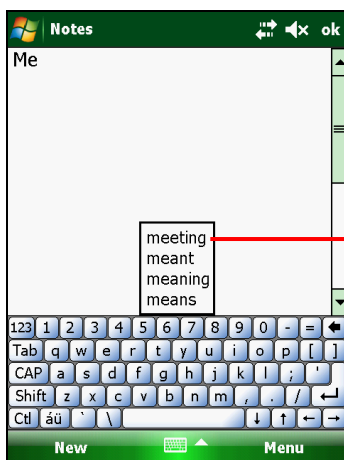 Notes ok
Me
meeting
meant
meaning
means
123 1 2 3 4 5 6 7 8 9 0 - =
Tab q w e r t y u i o p [ ]
CAP a s d f g h j k l ; '
Shift z x c v b n m , . /
Ctl áü ` \
New Menu